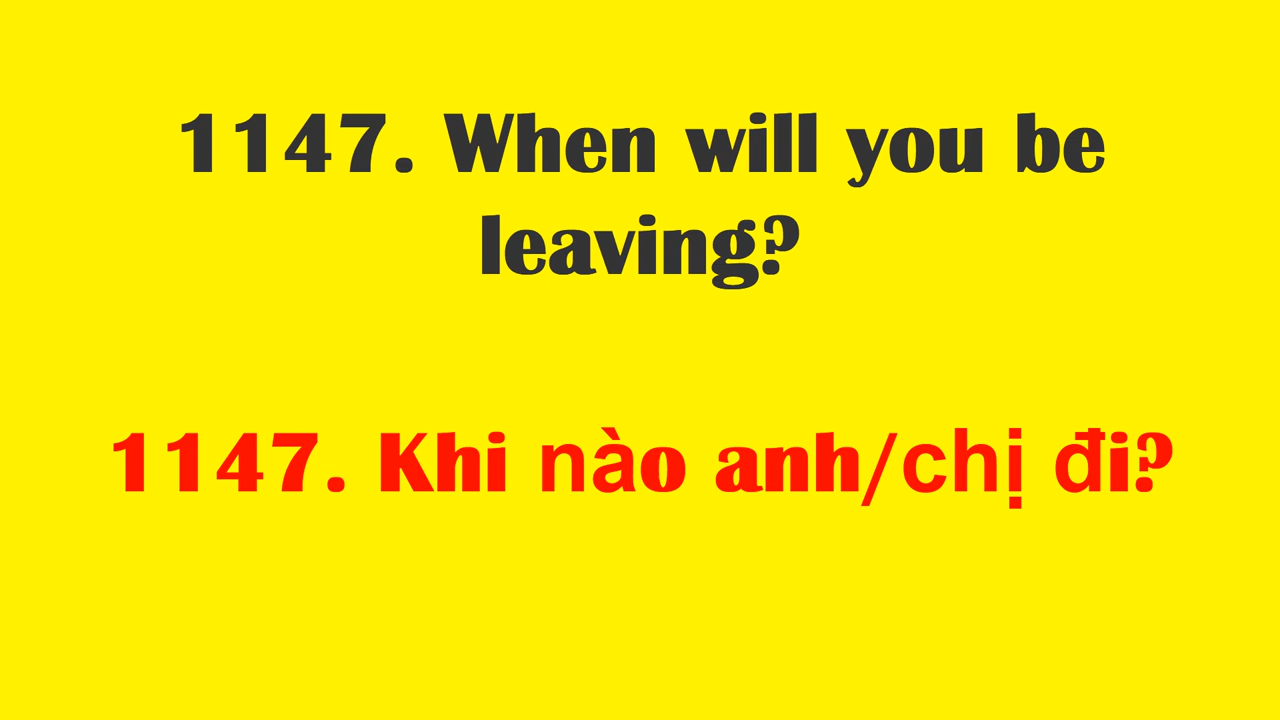 1147. When will you be
leaving?
1147. Khi nào anh/chị đi?